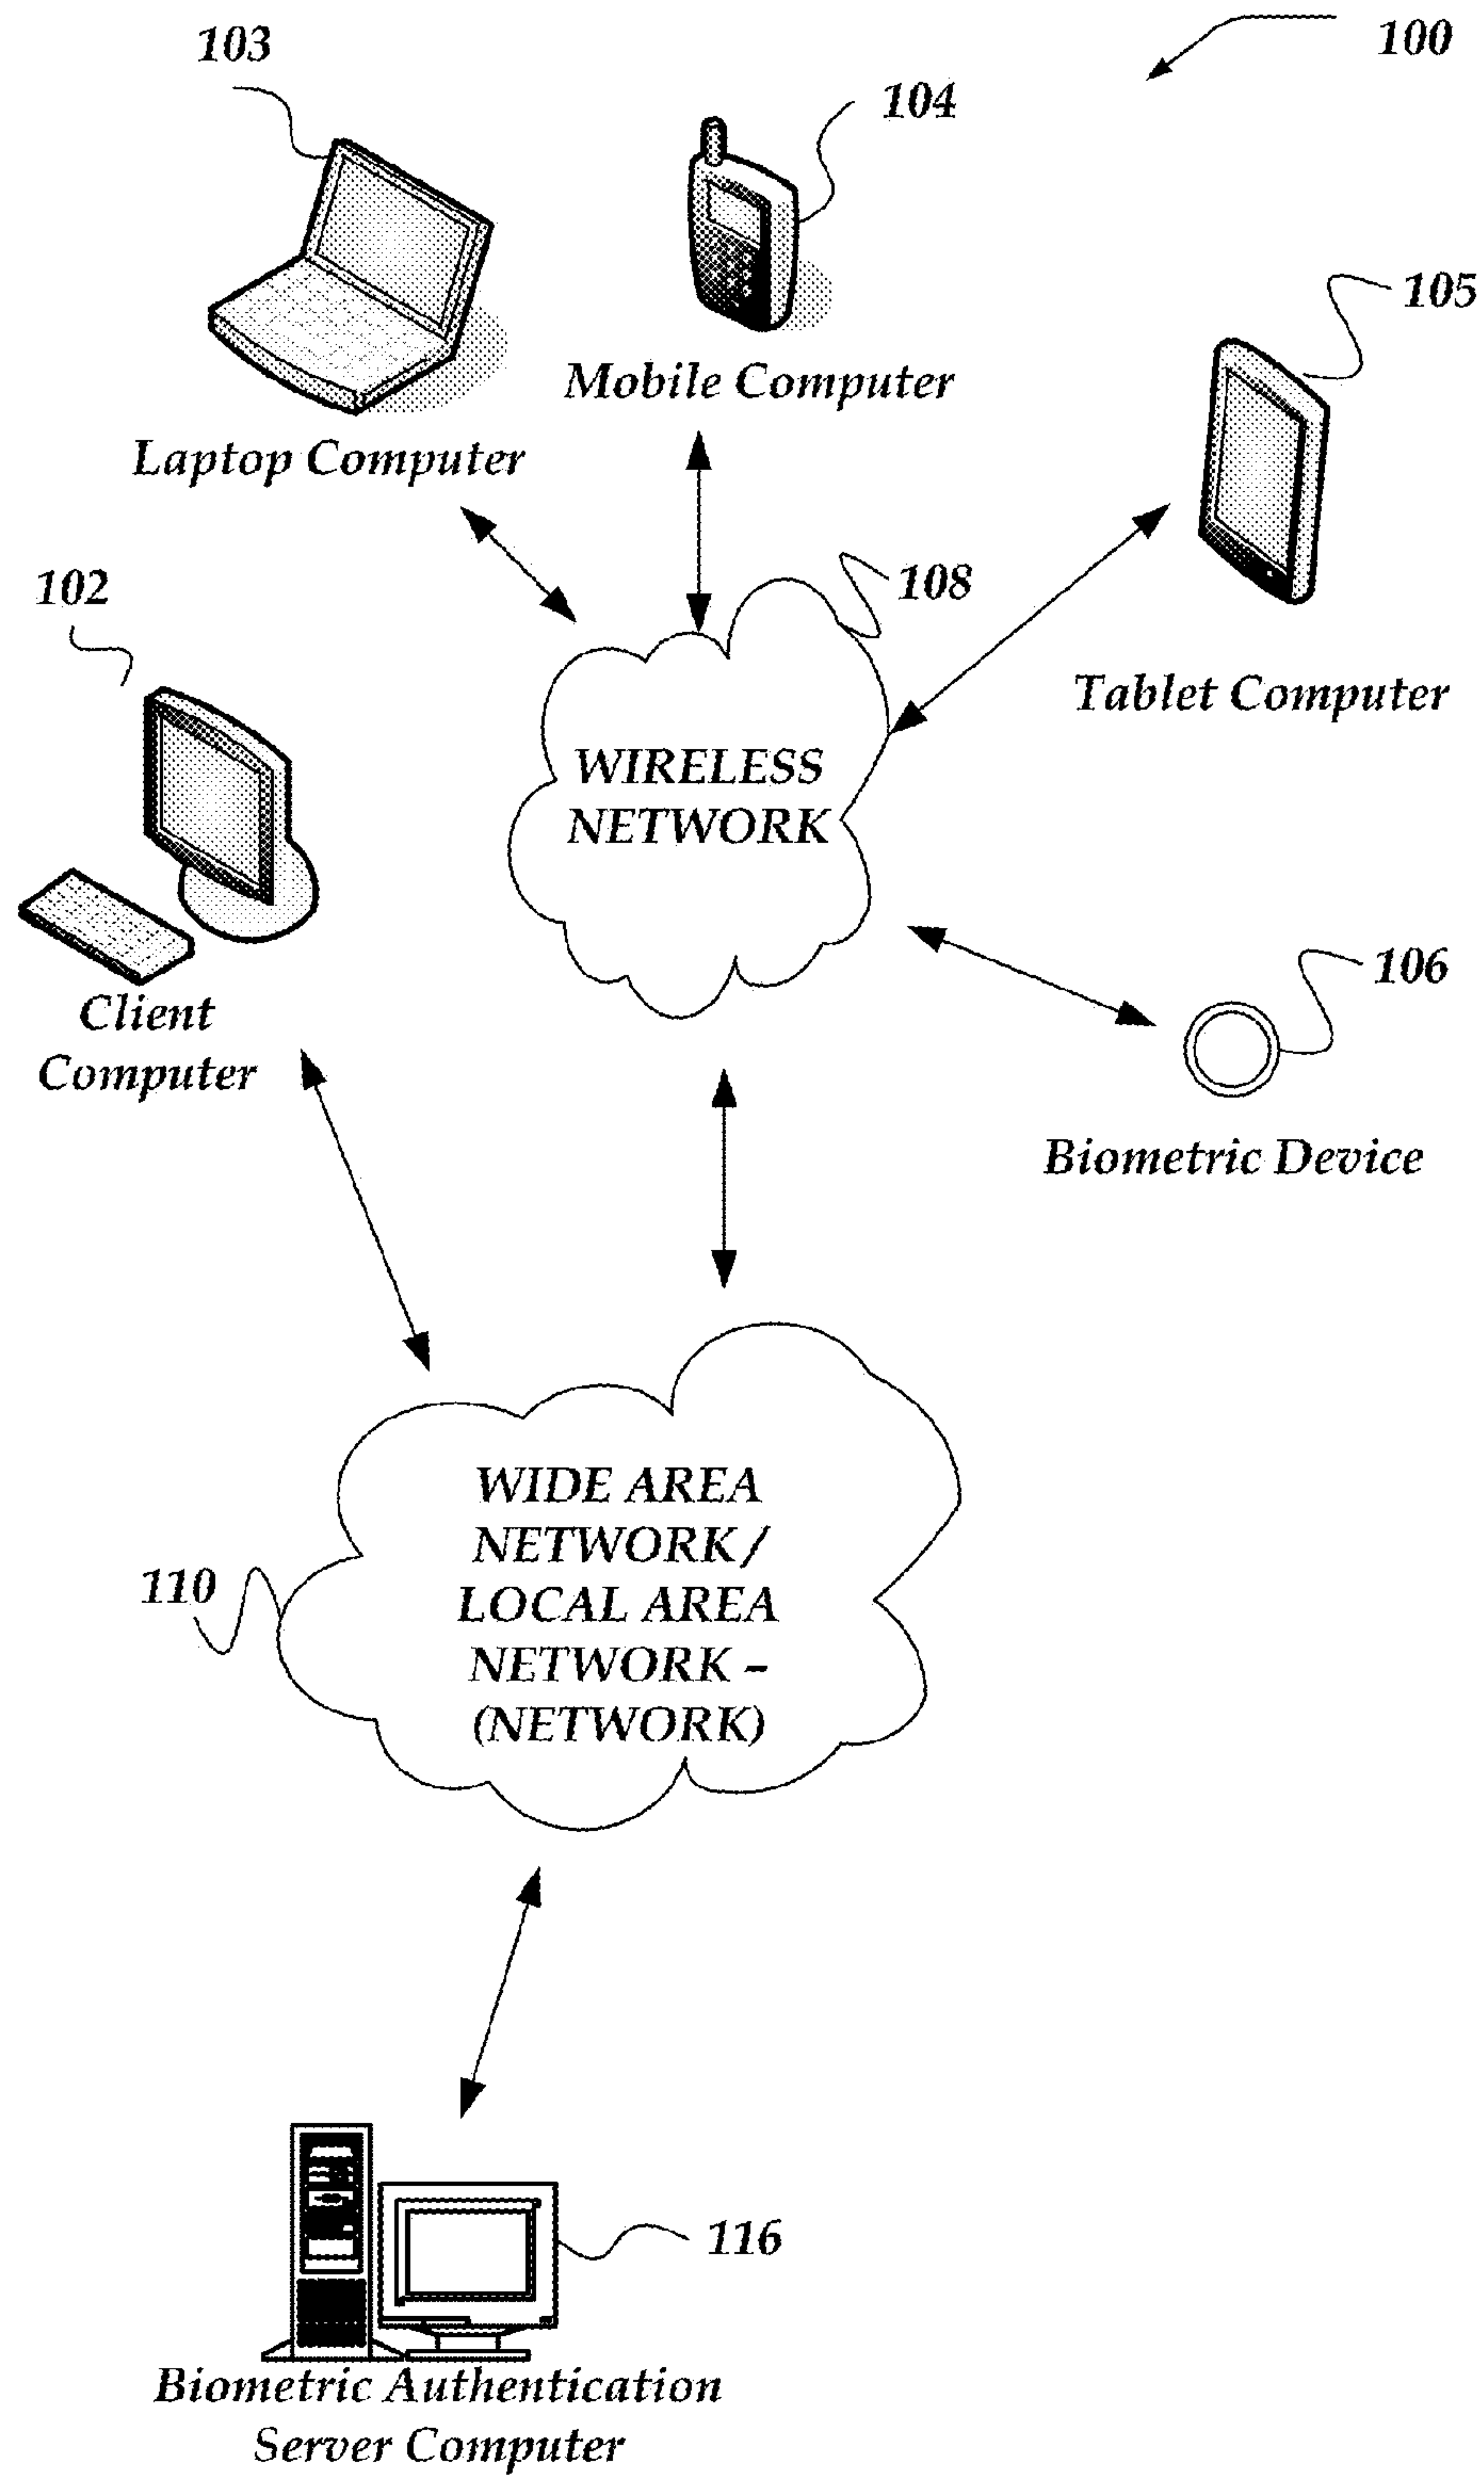 103
100
104
105
Mobile Computer
Laptop Computer
108
102
Tablet Computer
WIRELESS
NETWORK
106
Client
Computer
Biometric Device
WIDE AREA
NETWORK /
LOCAL AREA
NETWORK –
(NETWORK)
110
116
Biometric Authentication
Server Computer